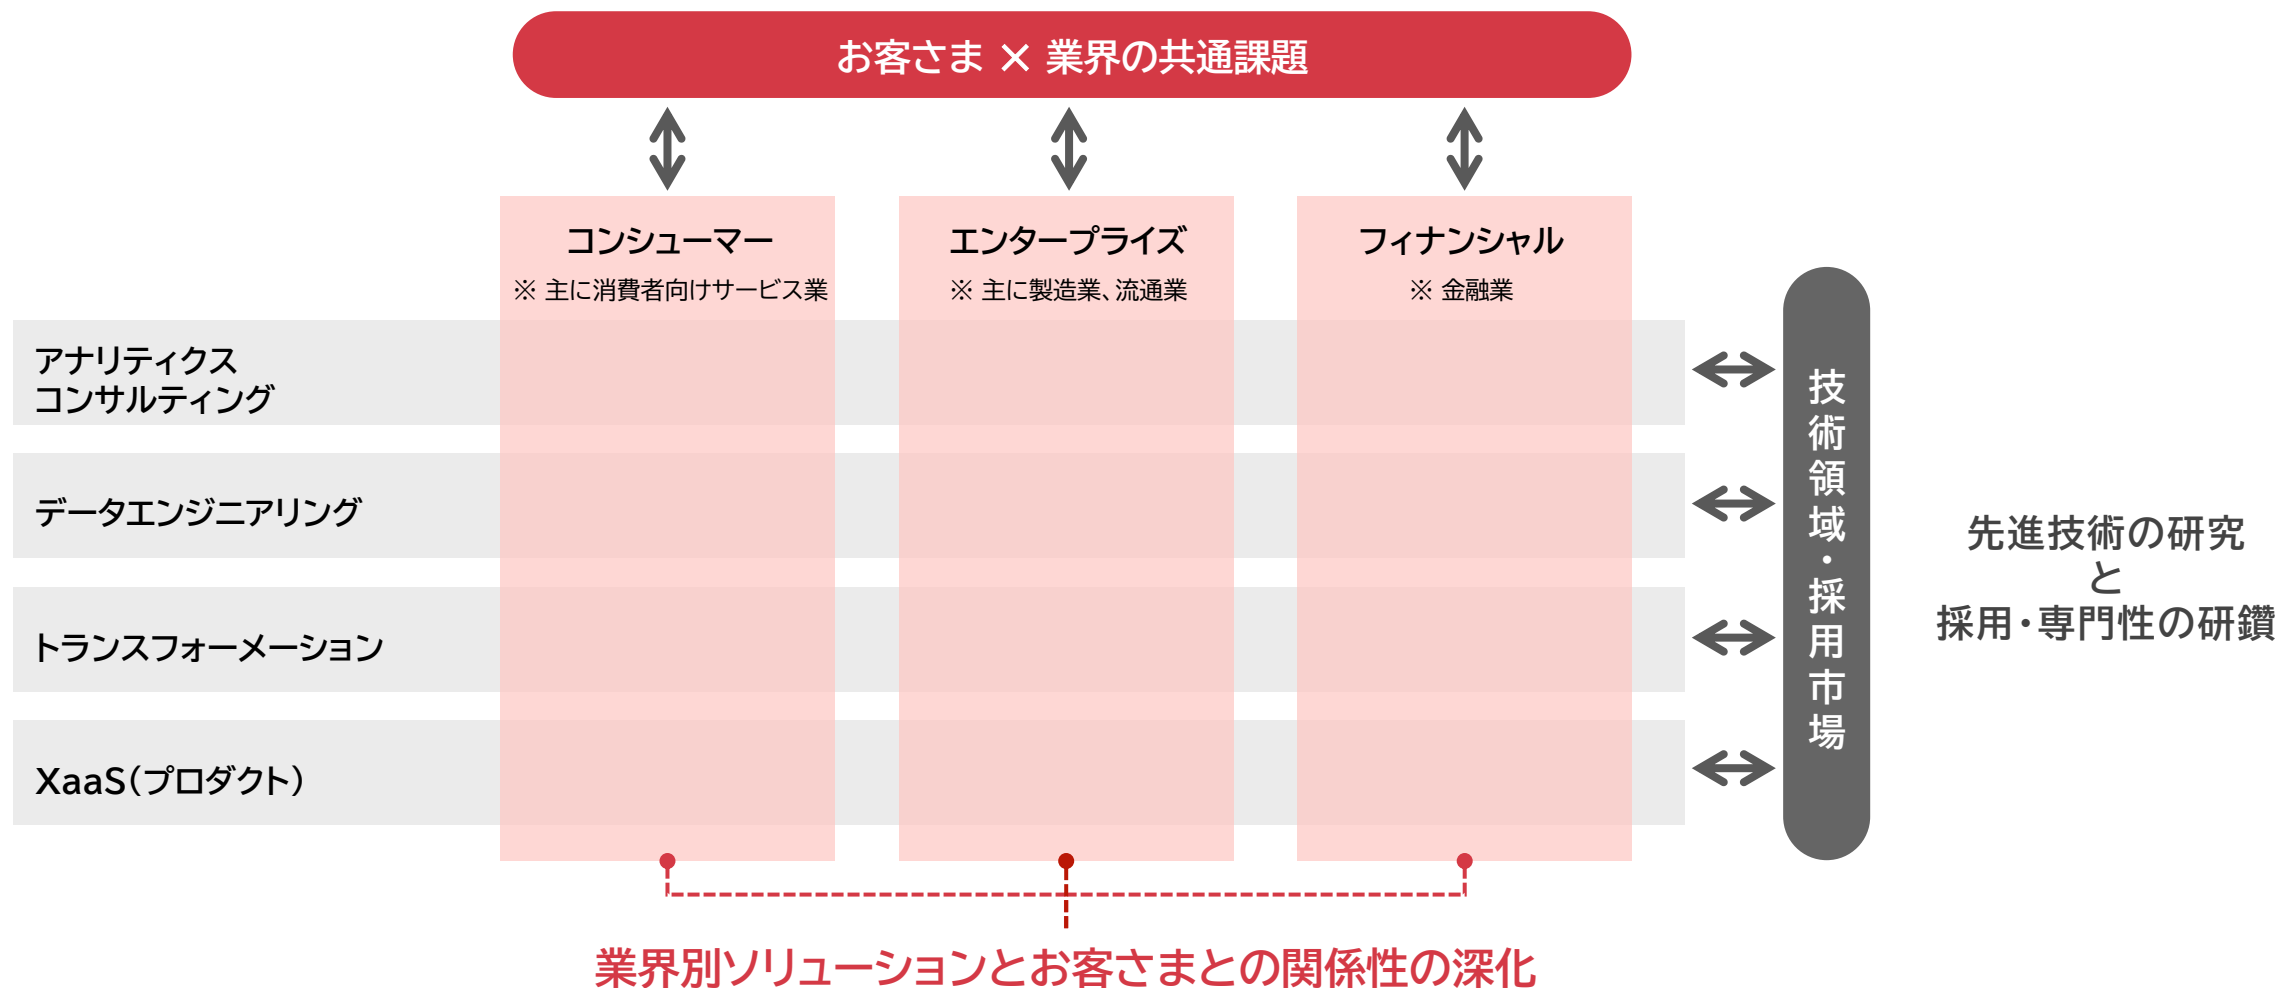 お客さま × 業界の共通課題
コンシューマー
※ 主に消費者向けサービス業
エンタープライズ
※ 主に製造業、流通業
フィナンシャル
※ 金融業
アナリティクス
コンサルティング
データエンジニアリング
トランスフォーメーション
XaaS（プロダクト）
技術領域・採用市場
先進技術の研究
と
採用・専門性の研鑽
業界別ソリューションとお客さまとの関係性の深化